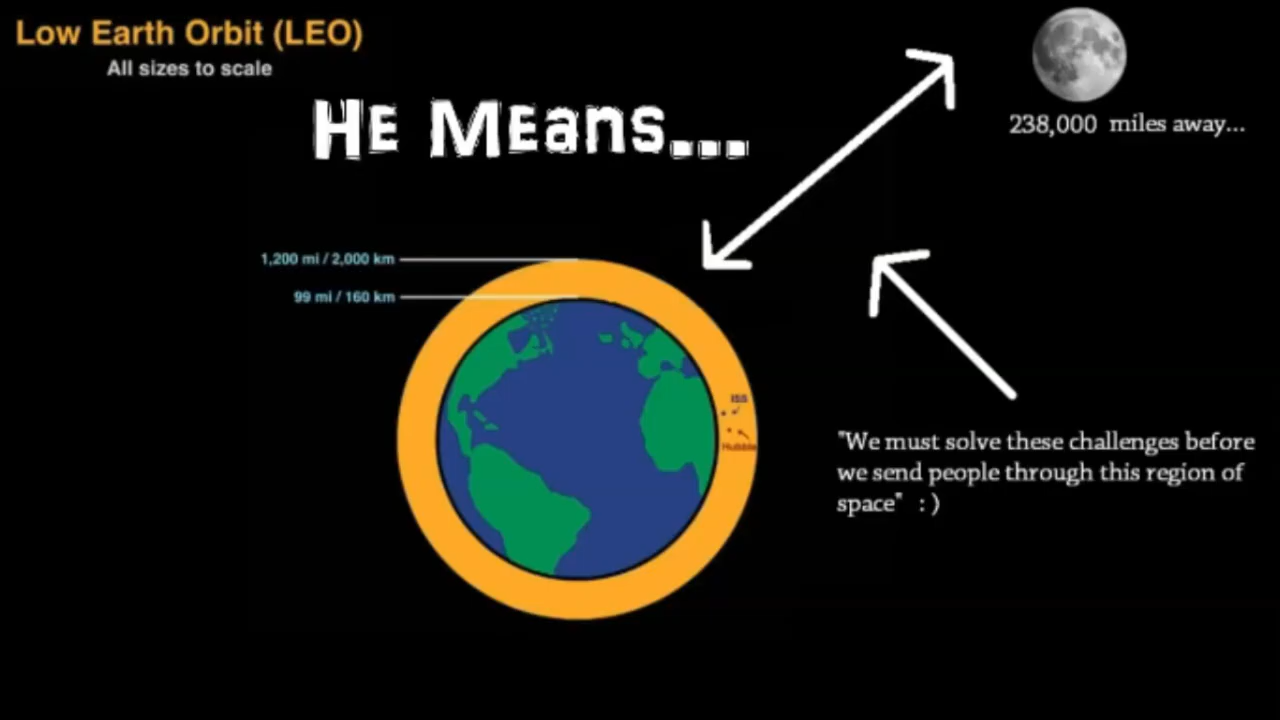 Low Earth Orbit (LEO)
All sizes to scale
HE MEans...
238,000 miles away...
1,200 mi / 2,000 km
99 mi / 160 km
ISS
Hubble
"We must solve these challenges before
we send people through this region of
space" : )